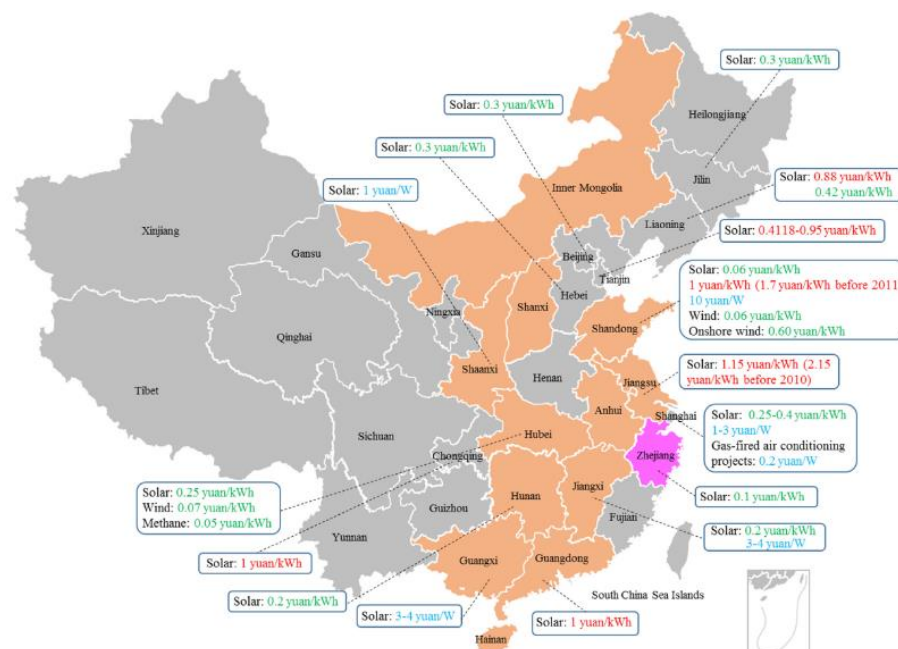 Solar: 0.3 yuan/kWh
Solar: 0.3 yuan/kWh
Heilongjiang
Solar: 0.3 yuan/kWh
Jilin
Solar: 1 yuan/W
Inner Mongolia
Solar: 0.88 yuan/kWh
0.42 yuan/kWh
Liaoning
Xinjiang
Solar: 0.4118-0.95 yuan/kWh
Gansu
Beijing
Tianjin
Hebei
Solar: 0.06 yuan/kWh
1 yuan/kWh (1.7 yuan/kWh before 2011
10 yuan/W
Wind: 0.06 yuan/kWh
Onshore wind: 0.60 yuan/kWh
Ningxia
Shanxi
Shandong
Qinghai
Shaanxi
Henan
Jiangsu
Solar: 1.15 yuan/kWh (2.15
yuan/kWh before 2010)
Tibet
Anhui
Shanghai
Solar: 0.25-0.4 yuan/kWh
1-3 yuan/W
Gas-fired air conditioning
projects: 0.2 yuan/W
Sichuan
Hubei
Chongqing
Zhejiang
Solar: 0.25 yuan/kWh
Wind: 0.07 yuan/kWh
Methane: 0.05 yuan/kWh
Hunan
Jiangxi
Solar: 0.1 yuan/kWh
Guizhou
Fujian
Yunnan
Solar: 0.2 yuan/kWh
3-4 yuan/W
Solar: 1 yuan/kWh
Guangxi
Guangdong
Solar: 0.2 yuan/kWh
Solar: 3-4 yuan/W
Solar: 1 yuan/kWh
South China Sea Islands
Hainan